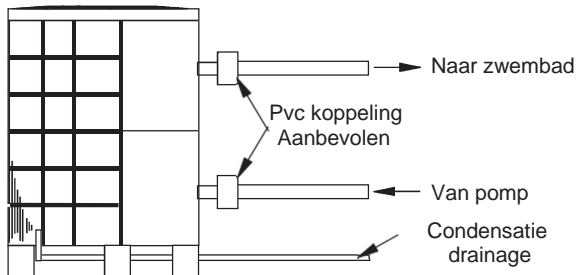 Naar zwembad
Pvc koppeling
Aanbevolen
Van pomp
Condensatie
drainage